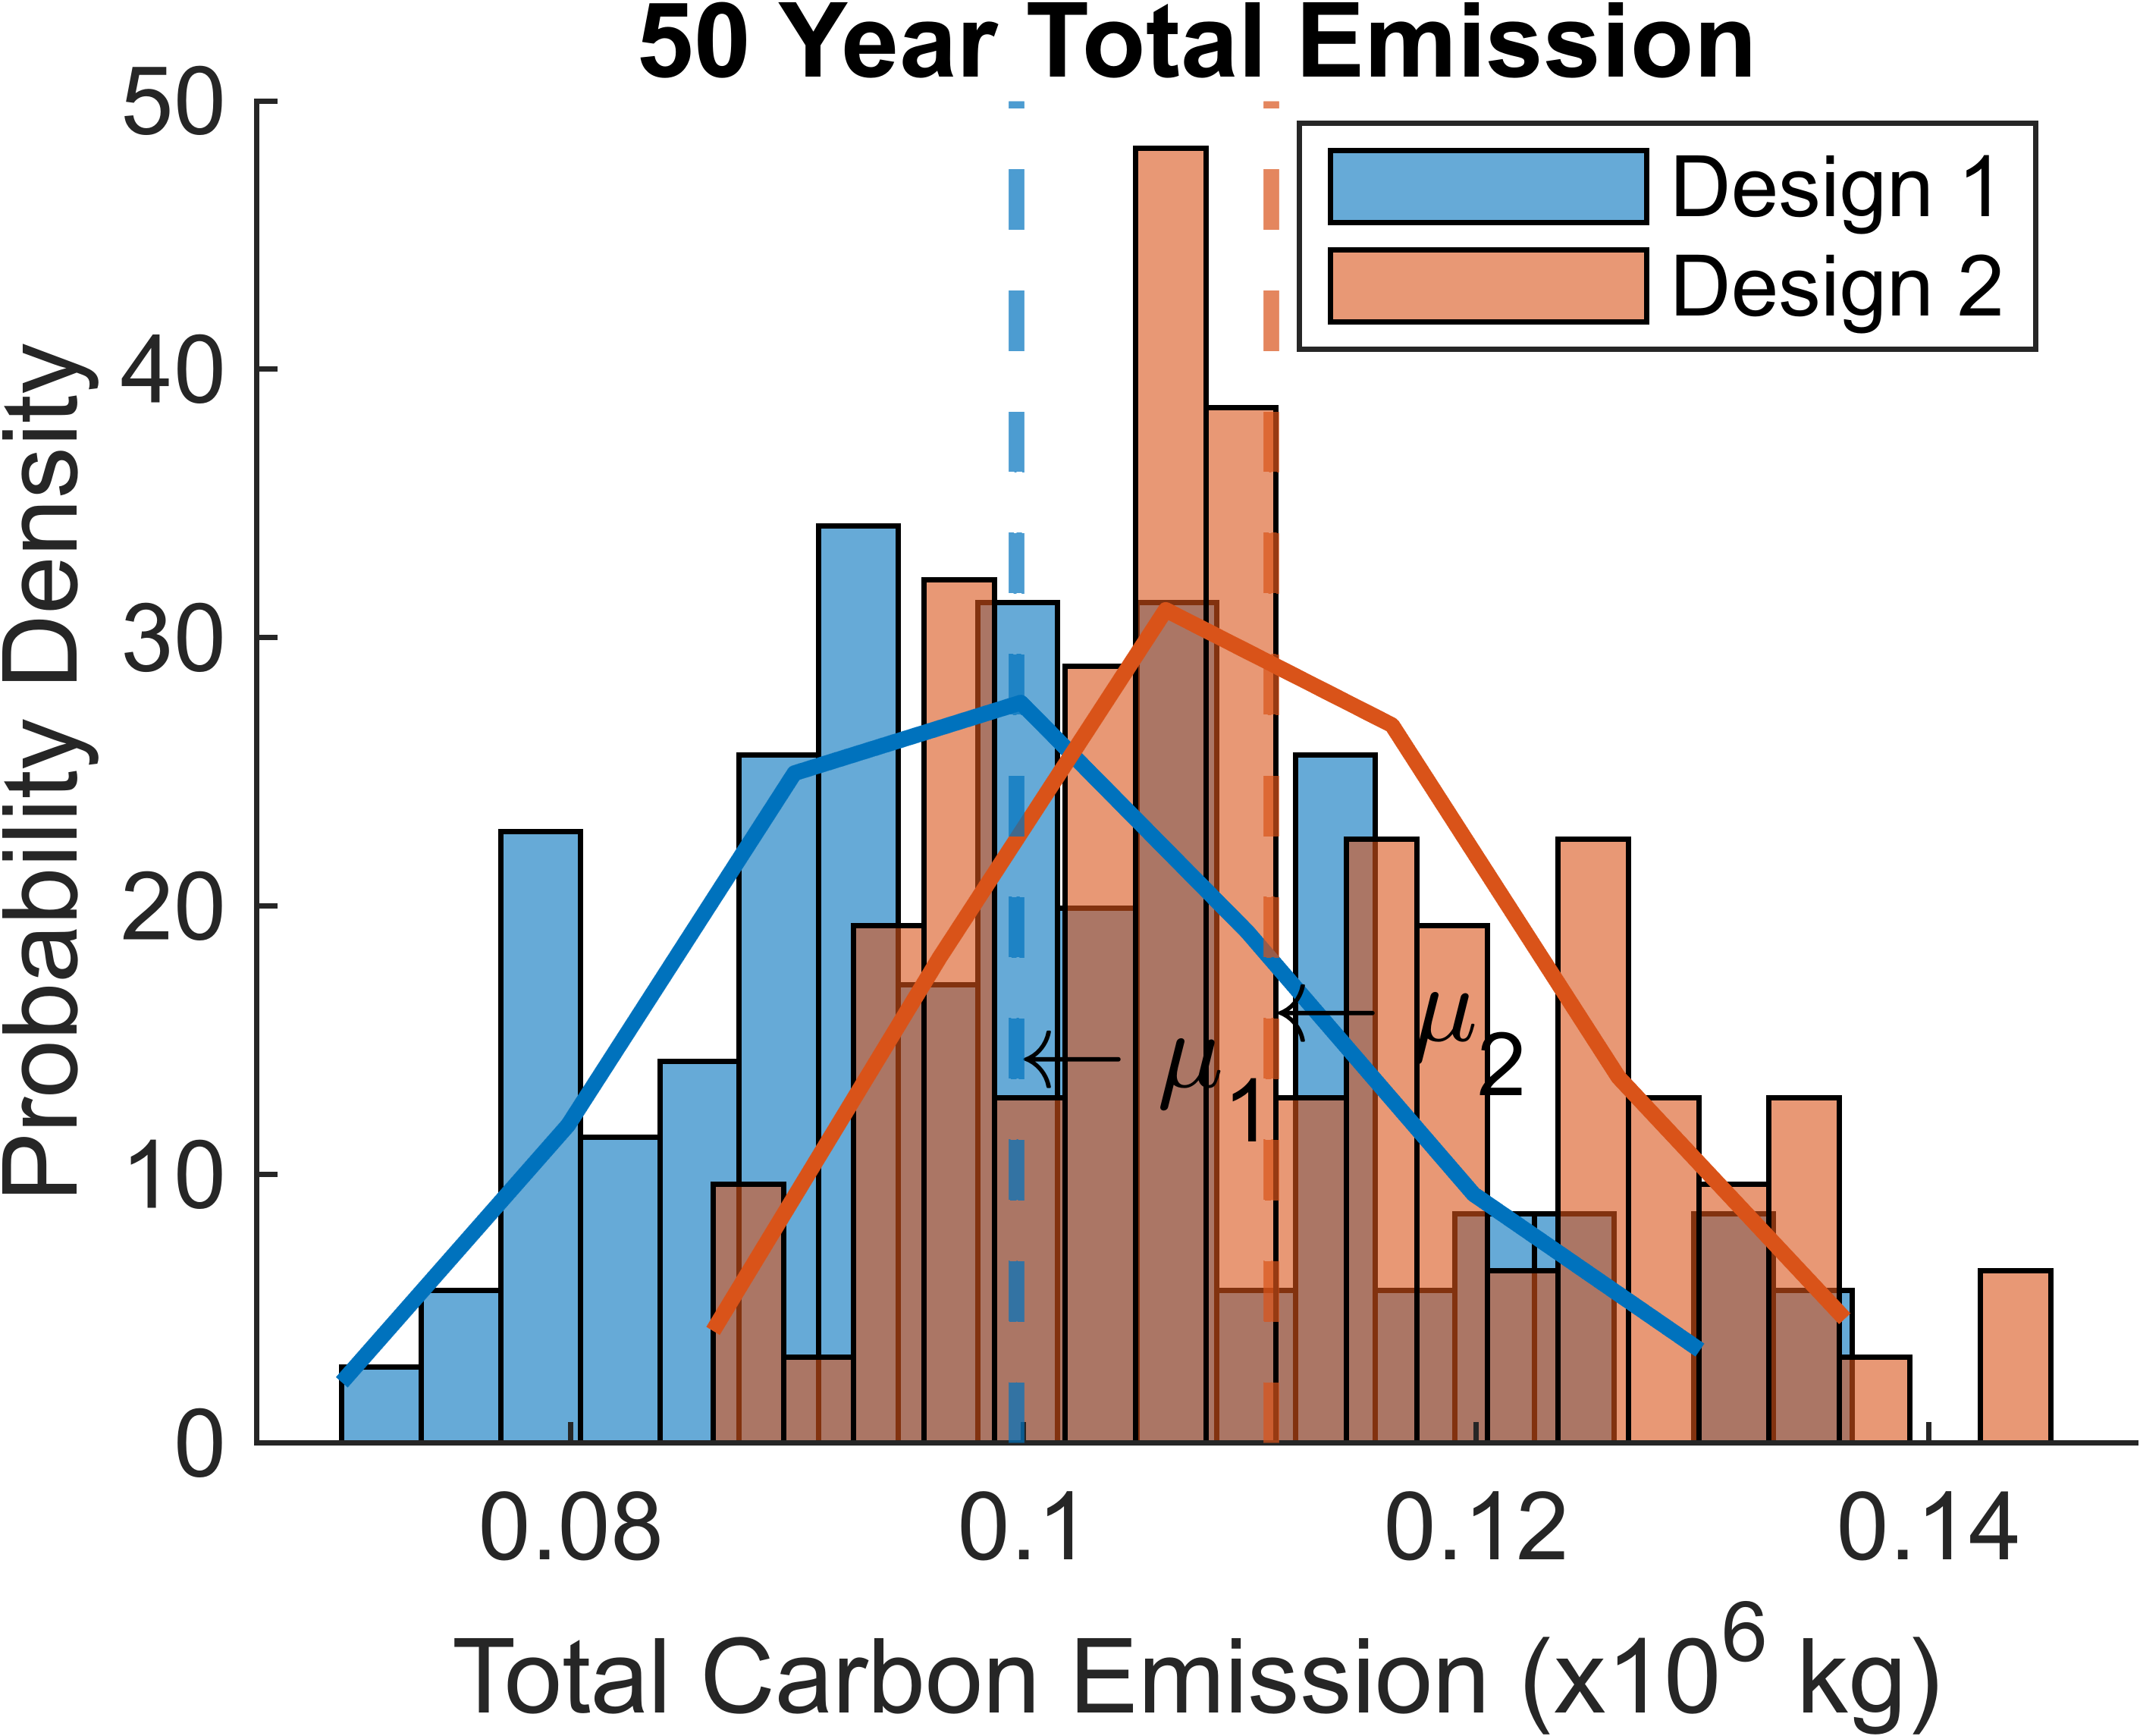 50 Year Total Emission
Design 1
Design 2
Probability Density
50
40
30
20
10
0
μ1
μ2
0.08 0.1 0.12 0.14
Total Carbon Emission (x10^6 kg)